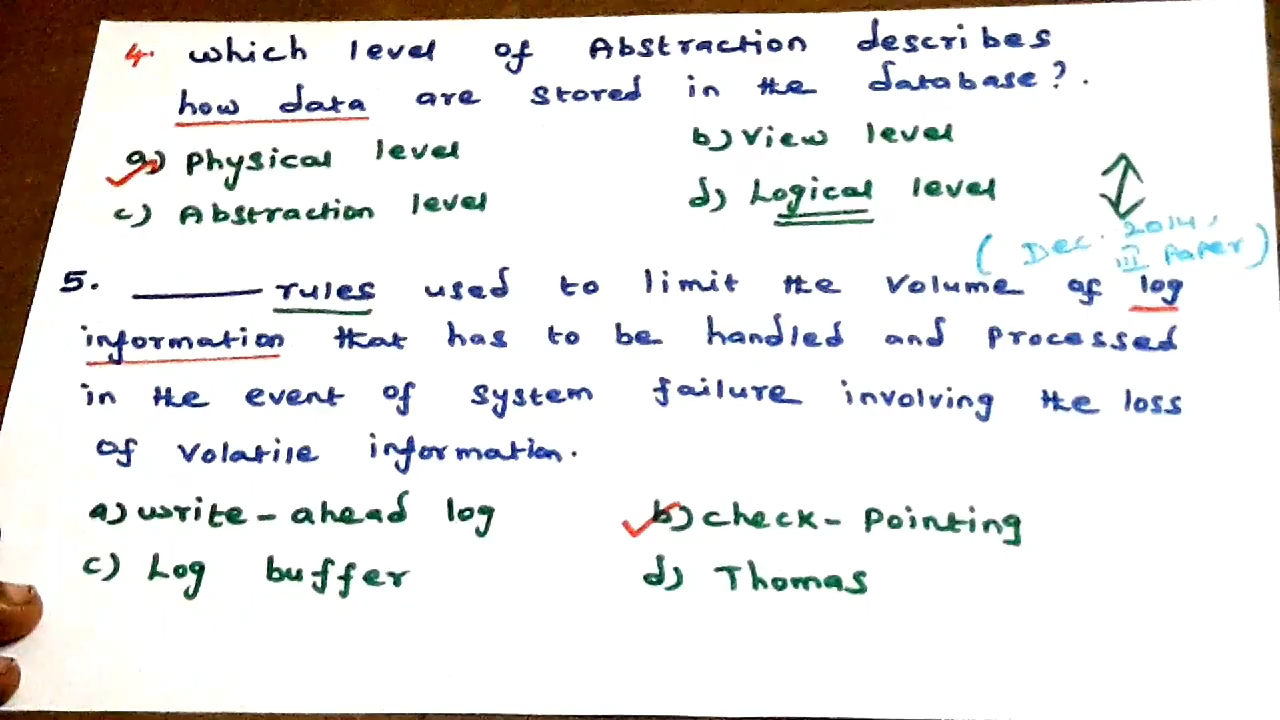 4. which level of Abstraction describes
how data are stored in the database?.
a) Physical level b) View level
c) Abstraction level d) Logical level
( Dec. 2014, III Paper)
5. ______ rules used to limit the volume of log
information that has to be handled and processed
in the event of system failure involving the loss
of volatile information.
a) write-ahead log b) check-pointing
c) Log buffer d) Thomas